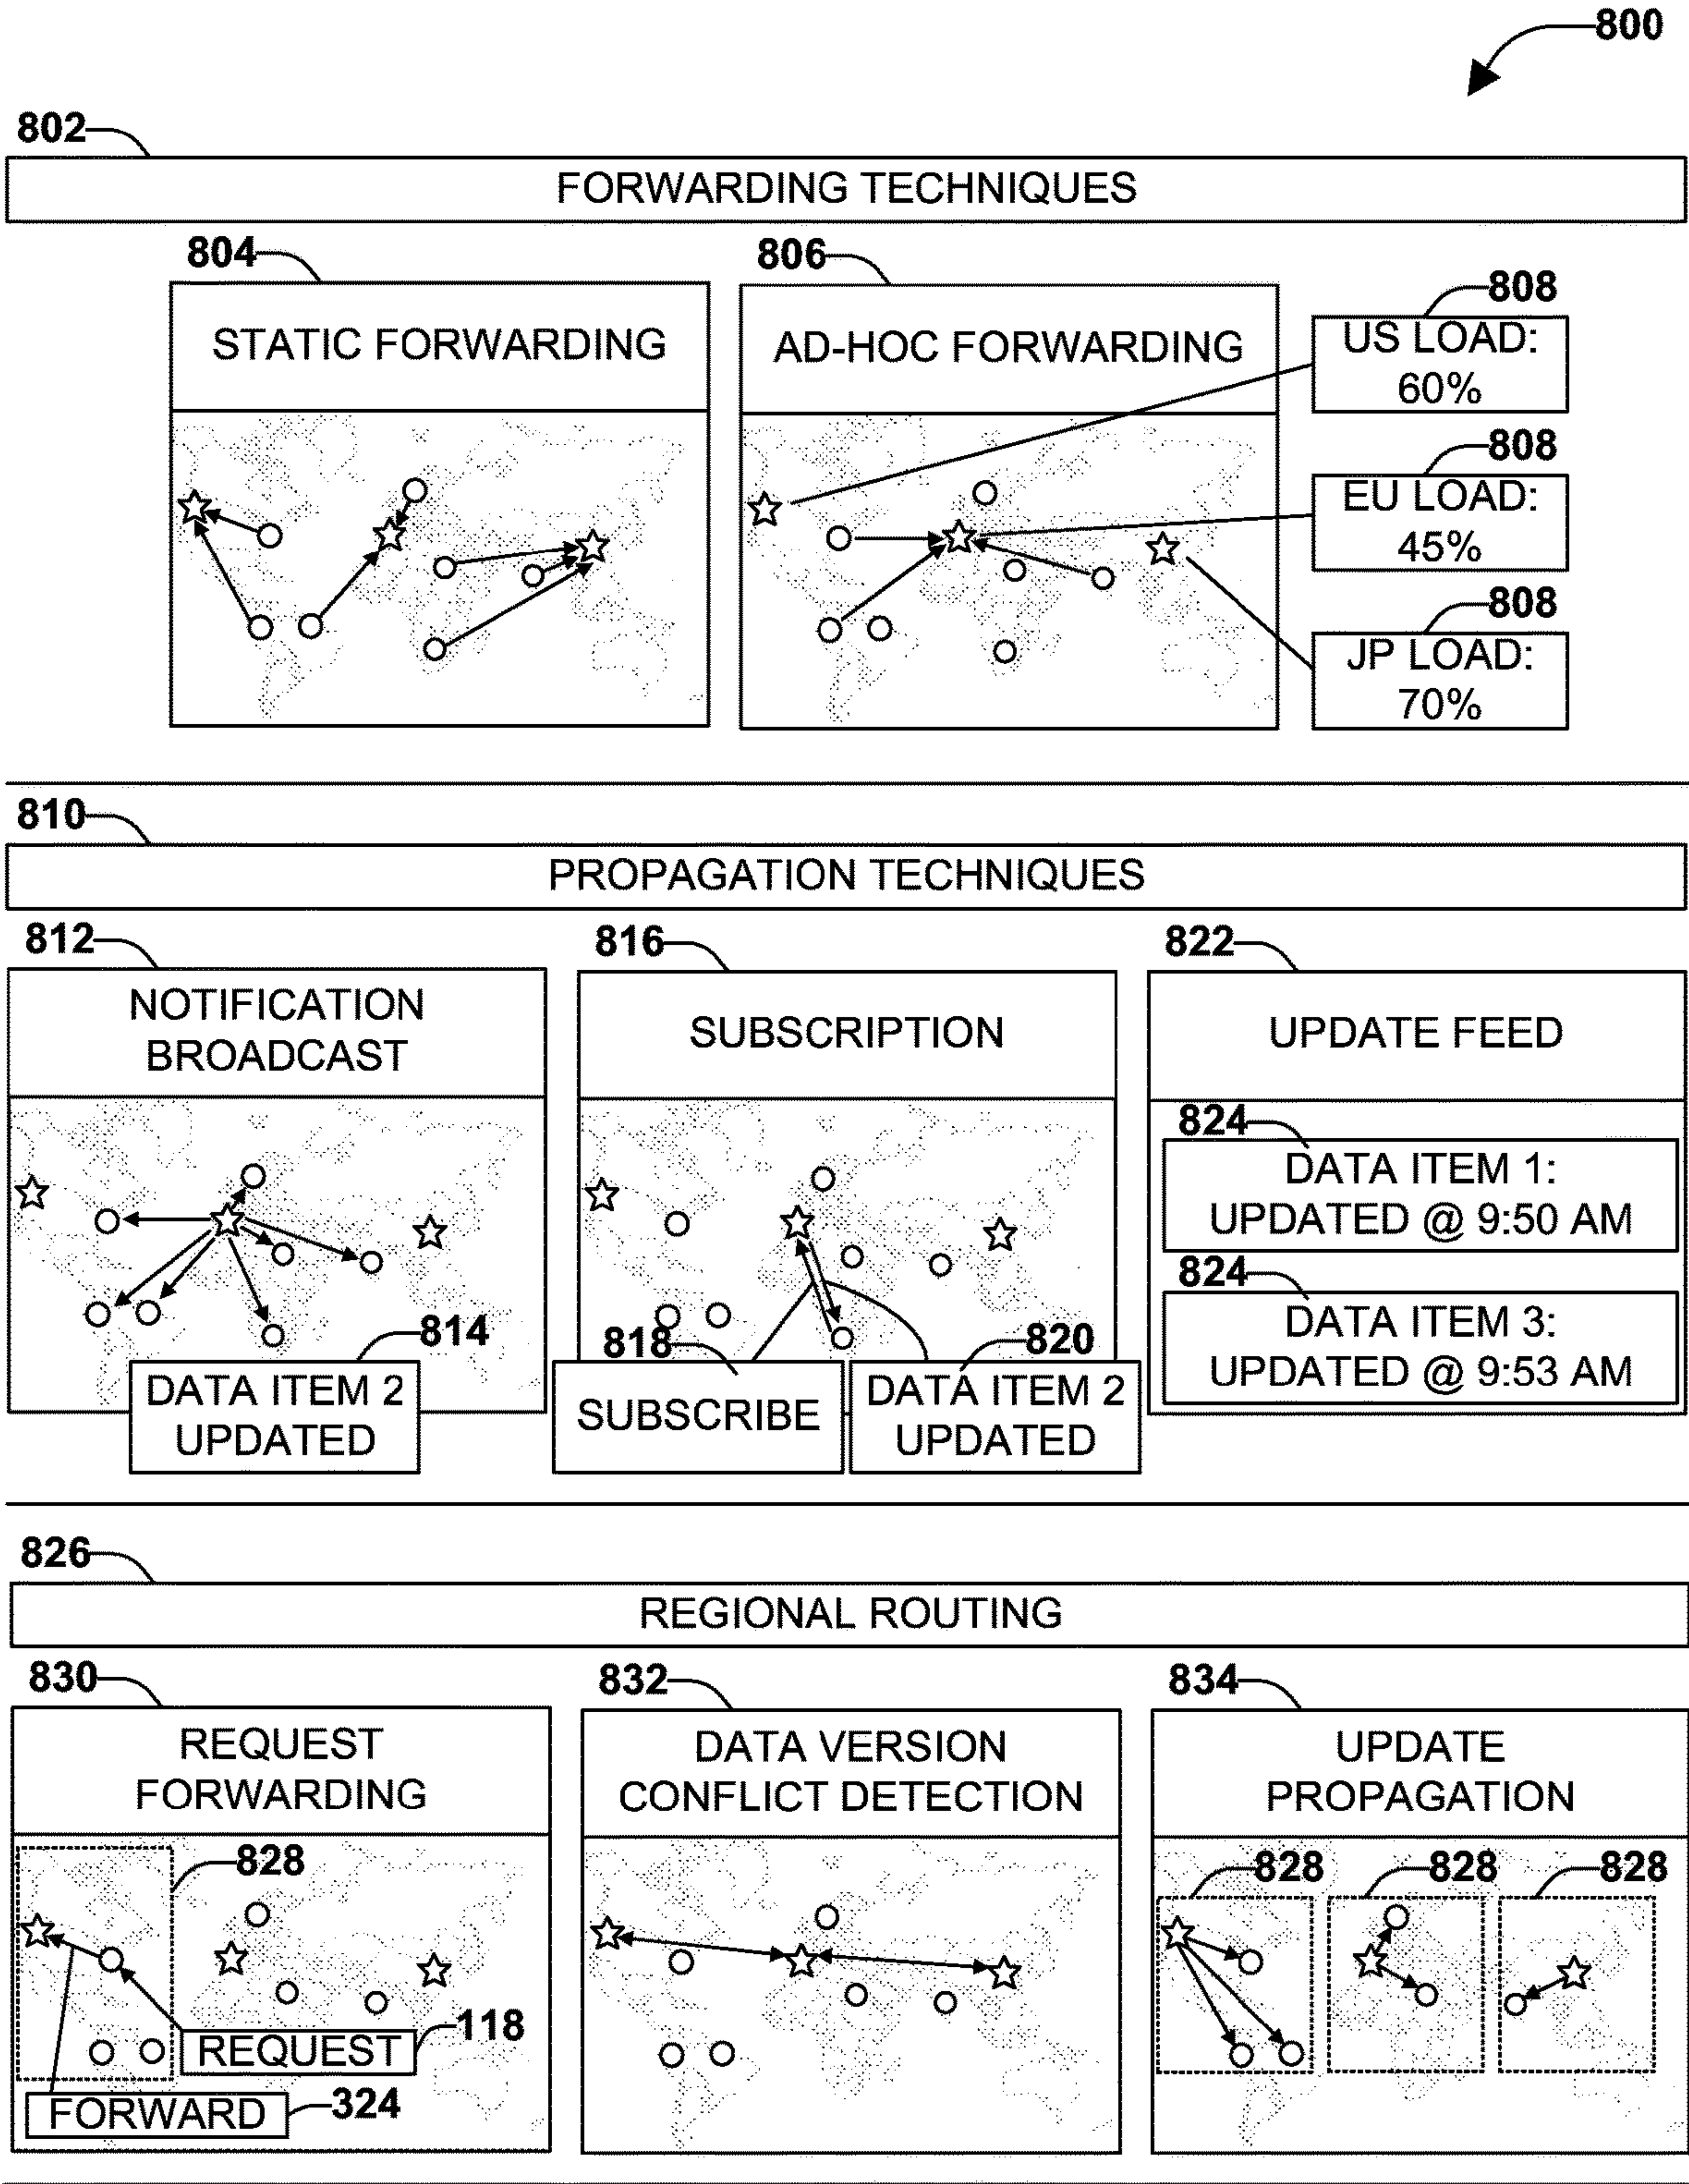 800
802
FORWARDING TECHNIQUES
804
806
808
STATIC FORWARDING
AD-HOC FORWARDING
US LOAD:
60%
808
EU LOAD:
45%
808
JP LOAD:
70%
810
PROPAGATION TECHNIQUES
812
816
822
NOTIFICATION
BROADCAST
SUBSCRIPTION
UPDATE FEED
824
DATA ITEM 1:
UPDATED @ 9:50 AM
824
DATA ITEM 3:
UPDATED @ 9:53 AM
814
DATA ITEM 2
UPDATED
818
SUBSCRIBE
820
DATA ITEM 2
UPDATED
826
REGIONAL ROUTING
830
832
834
REQUEST
FORWARDING
DATA VERSION
CONFLICT DETECTION
UPDATE
PROPAGATION
828
828
828
828
118
REQUEST
324
FORWARD